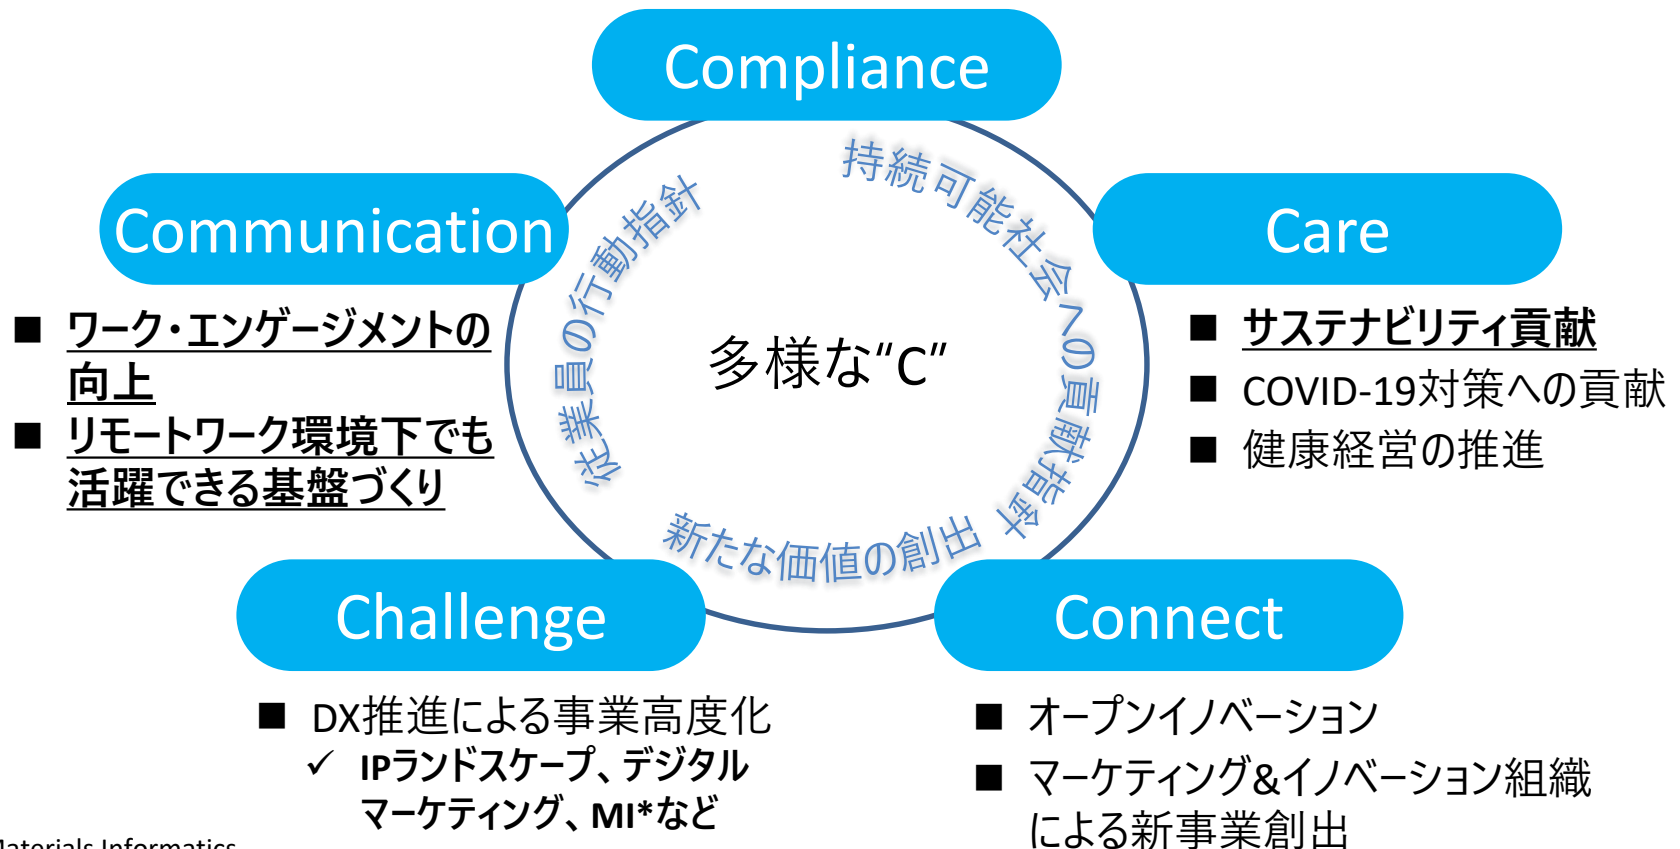 Compliance
Communication
Care
従業員の行動指針
持続可能社会への貢献指針
新たな価値の創出
多様な“C”
■ ワーク・エンゲージメントの
向上
■ リモートワーク環境下でも
活躍できる基盤づくり
■ サステナビリティ貢献
■ COVID-19対策への貢献
■ 健康経営の推進
Challenge
■ DX推進による事業高度化
✓ IPランドスケープ、デジタル
マーケティング、MI*など
Connect
■ オープンイノベーション
■ マーケティング&イノベーション組織
による新事業創出
Materials Informatics